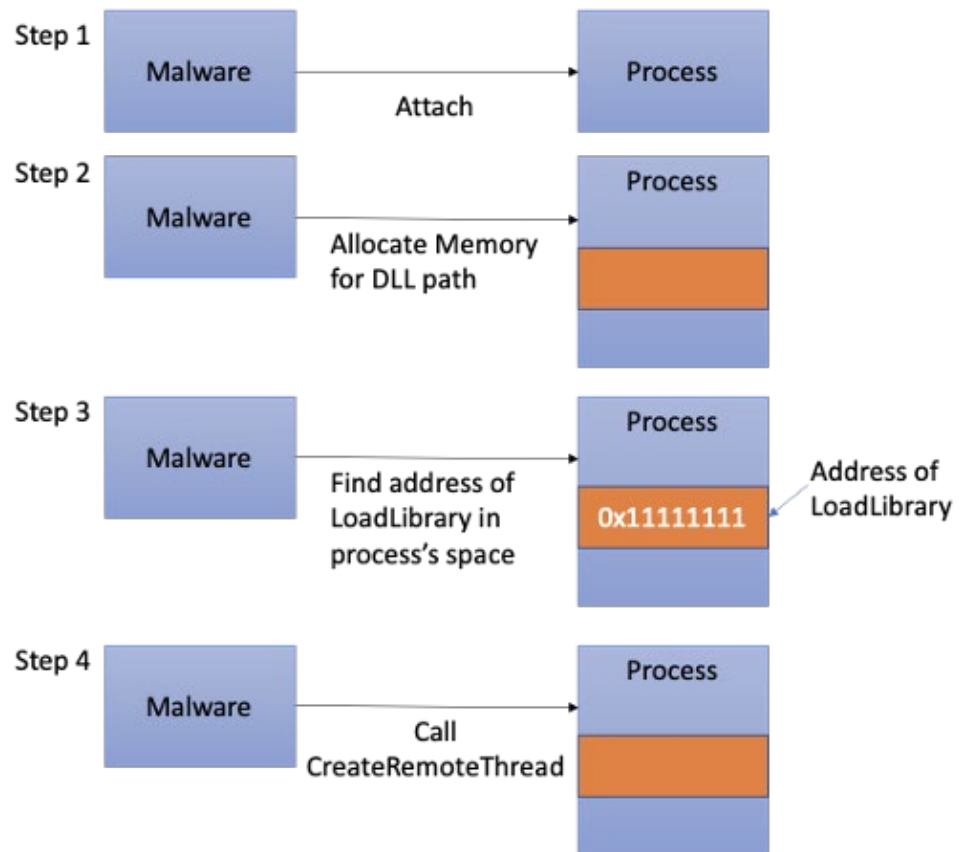 Step 1
Malware
Attach
Process
Step 2
Malware
Allocate Memory
for DLL path
Process
Step 3
Malware
Find address of
LoadLibrary in
process's space
Process
0x11111111
Address of
LoadLibrary
Step 4
Malware
Call
CreateRemoteThread
Process